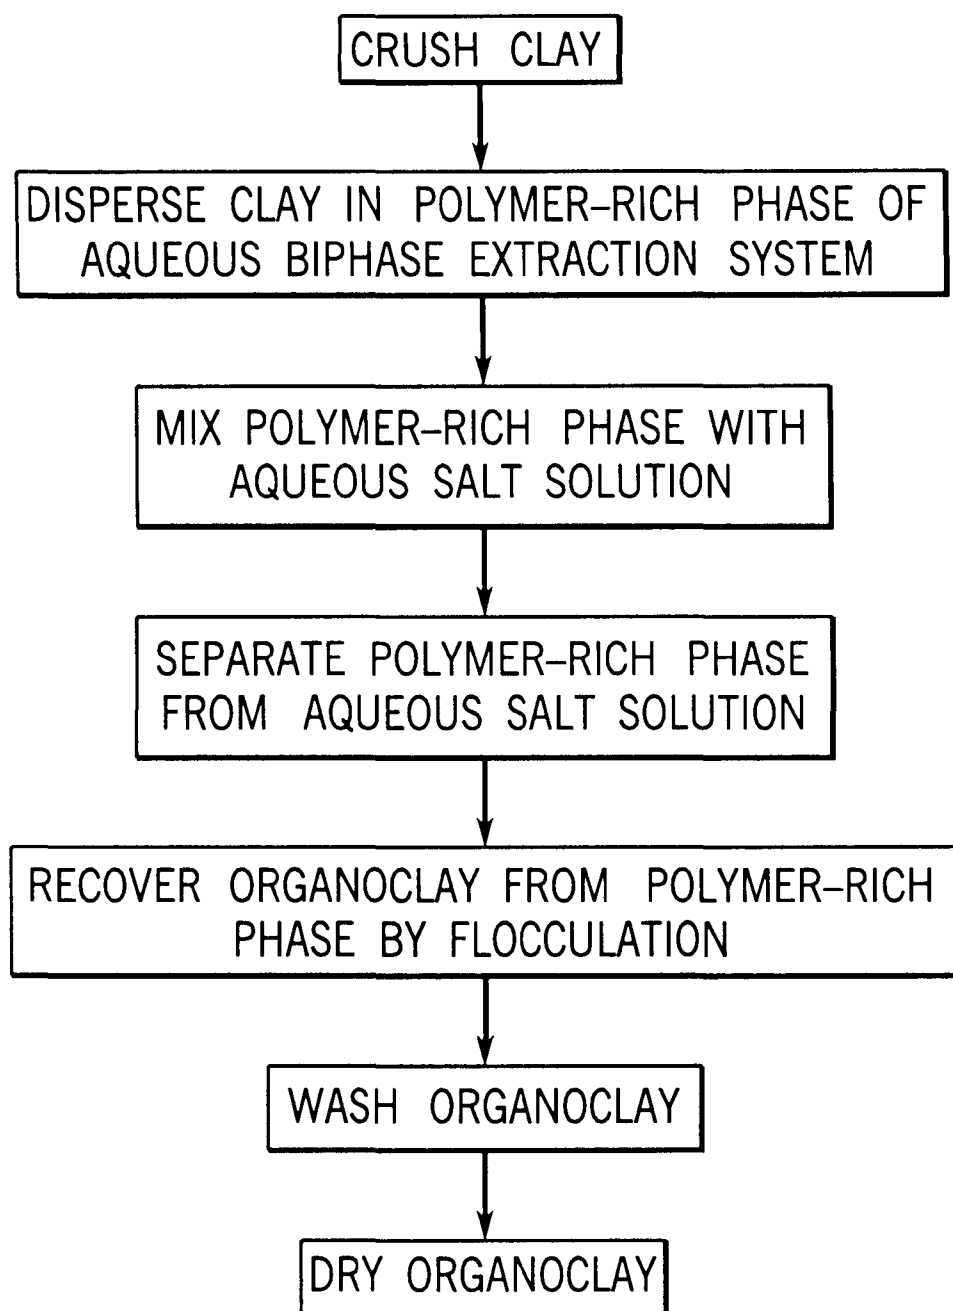 CRUSH CLAY
DISPERSE CLAY IN POLYMER–RICH PHASE OF
AQUEOUS BIPHASE EXTRACTION SYSTEM
MIX POLYMER–RICH PHASE WITH
AQUEOUS SALT SOLUTION
SEPARATE POLYMER–RICH PHASE
FROM AQUEOUS SALT SOLUTION
RECOVER ORGANOCLAY FROM POLYMER–RICH
PHASE BY FLOCCULATION
WASH ORGANOCLAY
DRY ORGANOCLAY